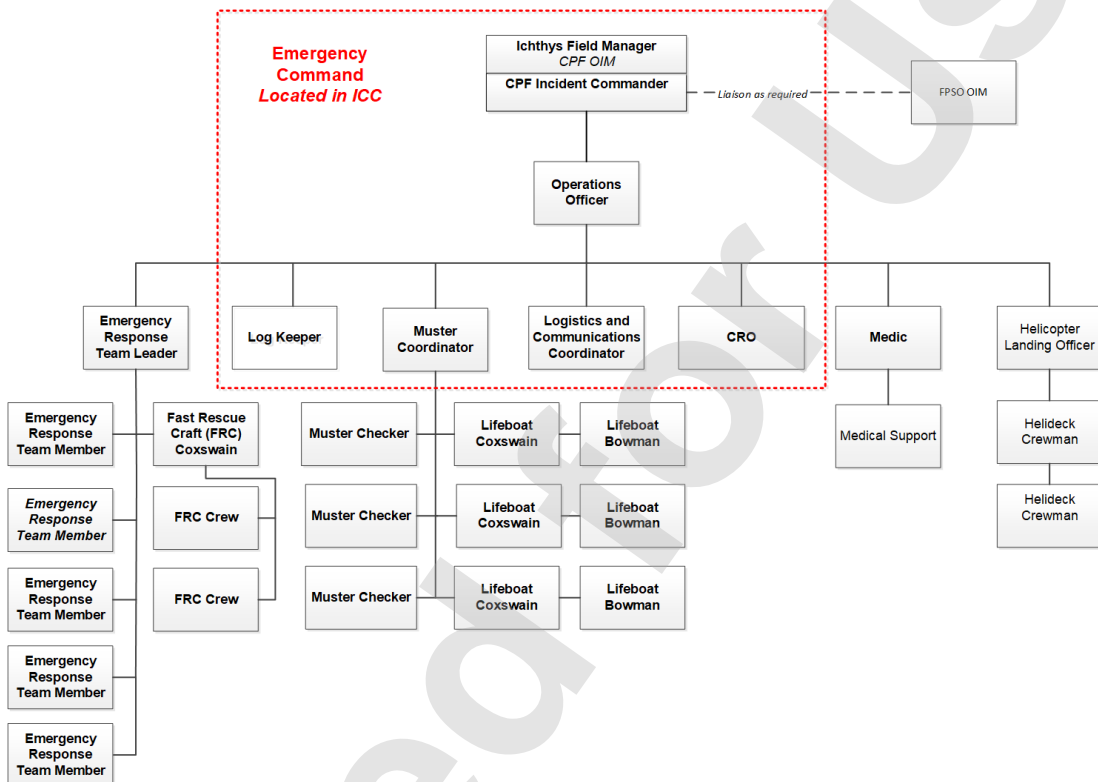 Emergency
Command
Located in ICC
Ichthys Field Manager
CPF OIM
CPF Incident Commander
Liaison as required
FPSO OIM
Operations
Officer
Emergency
Response
Team Leader
Log Keeper
Muster
Coordinator
Logistics and
Communications
Coordinator
CRO
Medic
Helicopter
Landing Officer
Emergency
Response
Team Member
Fast Rescue
Craft (FRC)
Coxswain
Muster Checker
Lifeboat
Coxswain
Lifeboat
Bowman
Medical Support
Helideck
Crewman
Emergency
Response
Team Member
FRC Crew
Muster Checker
Lifeboat
Coxswain
Lifeboat
Bowman
Helideck
Crewman
Emergency
Response
Team Member
FRC Crew
Muster Checker
Lifeboat
Coxswain
Lifeboat
Bowman
Emergency
Response
Team Member
Emergency
Response
Team Member